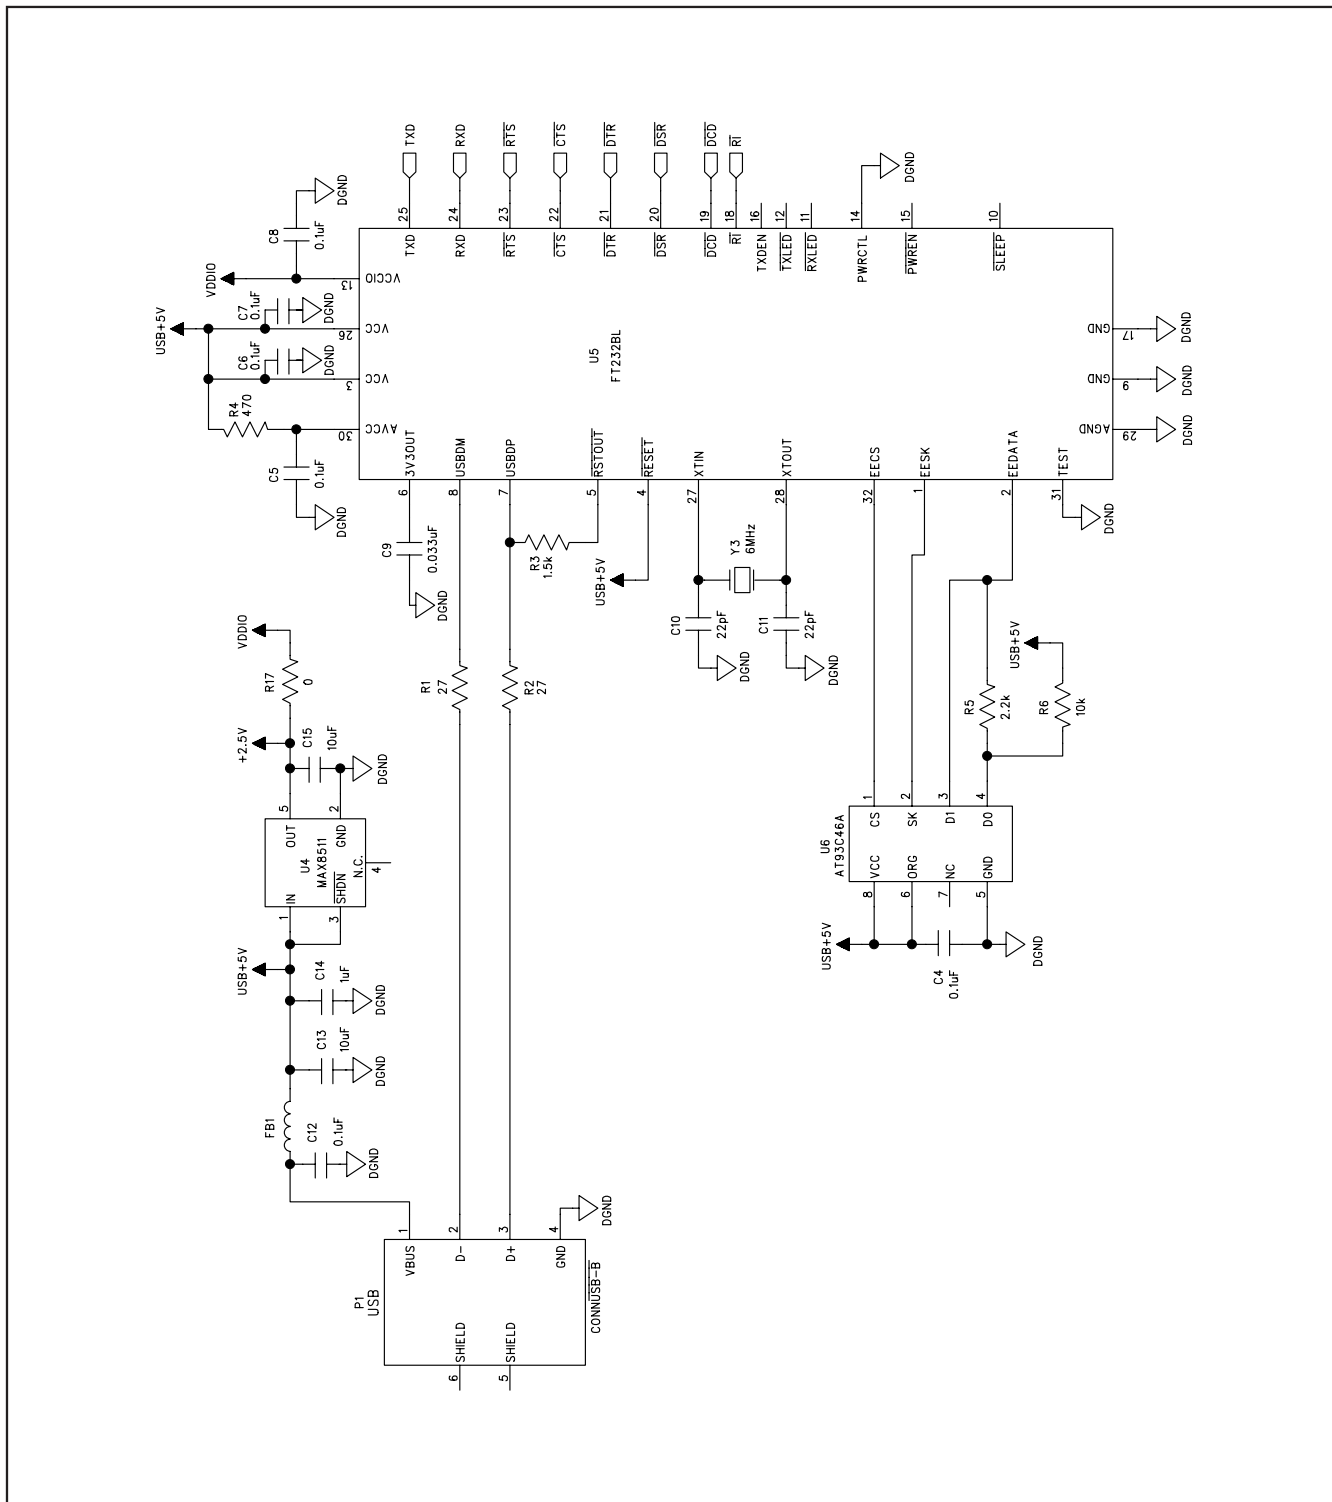 P1
USB
VBUS
1
D-
2
D+
3
GND
4
SHIELD
6
SHIELD
5
CONNUSB-B
DGND
FB1
C12
0.1uF
DGND
C13
10uF
DGND
C14
1uF
DGND
USB+5V
1
IN
3
SHDN
U4
MAX8511
OUT
5
GND
2
N.C.
4
+2.5V
C15
10uF
DGND
R17
0
VDDIO
R1
27
R2
27
R3
1.5k
C9
0.033uF
DGND
C5
0.1uF
DGND
R4
470
USB+5V
C6
0.1uF
DGND
C7
0.1uF
DGND
VDDIO
C8
0.1uF
DGND
U5
FT232BL
30
AVCC
3
VCC
26
VCC
13
VCCIO
6
3V3OUT
8
USBDM
7
USBDP
5
RSTOUT
4
RESET
27
XTIN
28
XTOUT
32
EECS
1
EESK
2
EEDATA
31
TEST
TXD
25
TXD
RXD
24
RXD
RTS
23
RTS
CTS
22
CTS
DTR
21
DTR
DSR
20
DSR
DCD
19
DCD
RI
18
RI
TXDEN
16
TXLED
12
RXLED
11
PWRCTL
14
DGND
PWREN
15
SLEEP
10
AGND
29
DGND
GND
9
DGND
GND
17
DGND
USB+5V
C10
22pF
DGND
Y3
6MHz
C11
22pF
DGND
DGND
U6
AT93C46A
8
VCC
6
ORG
7
NC
5
GND
CS
1
SK
2
D1
3
D0
4
USB+5V
C4
0.1uF
DGND
R5
2.2k
R6
10k
USB+5V